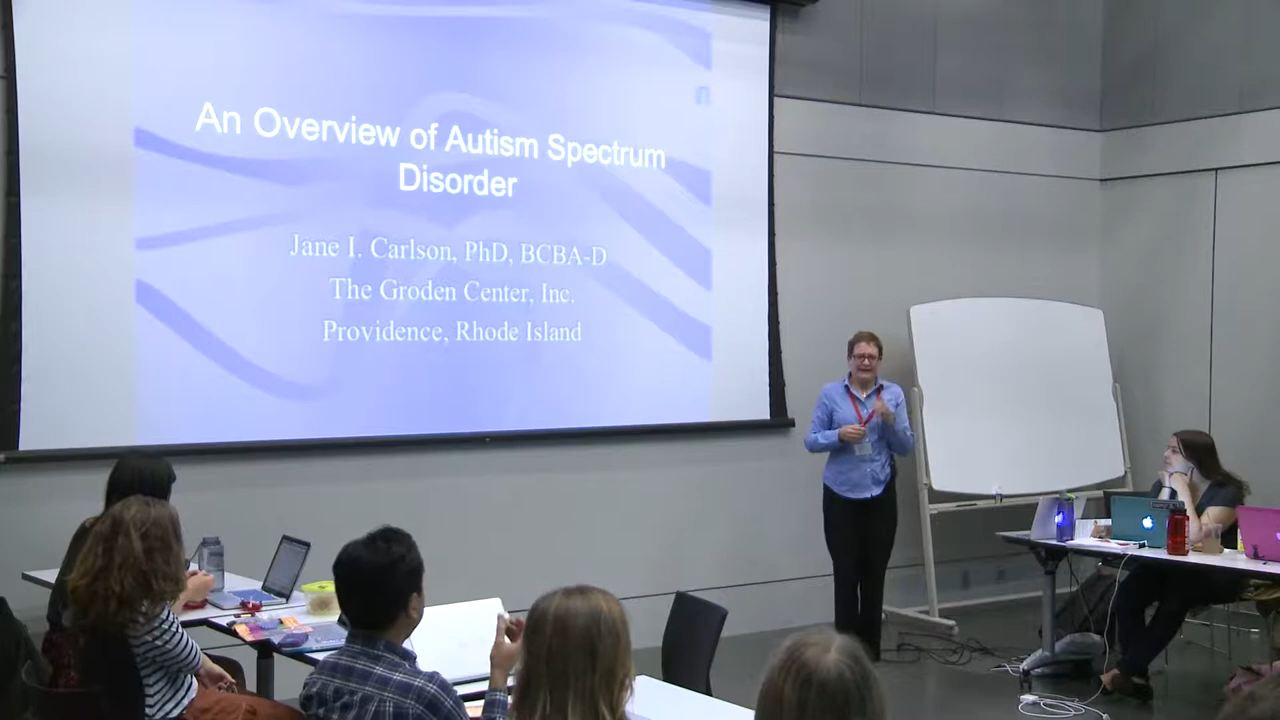 An Overview of Autism Spectrum
Disorder
Jane I. Carlson, PhD, BCBA-D
The Groden Center, Inc.
Providence, Rhode Island